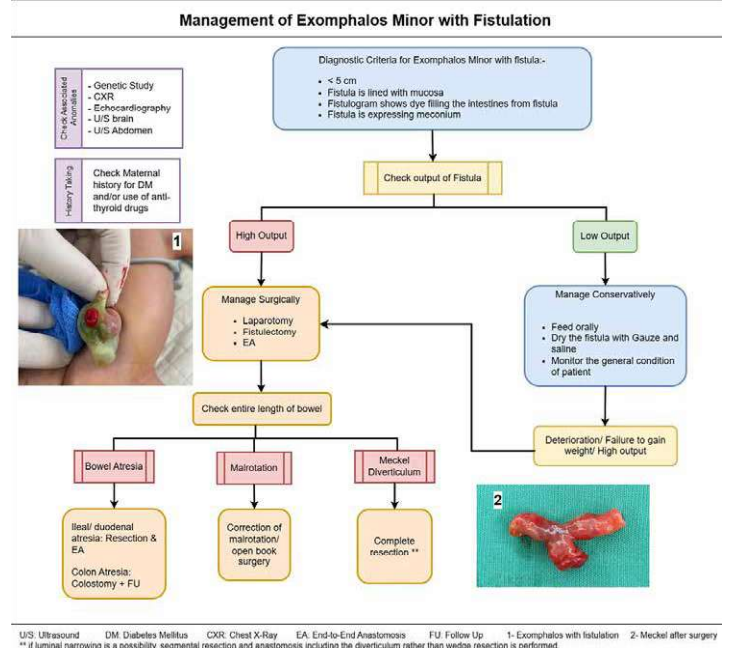 Management of Exomphalos Minor with Fistulation
Diagnostic Criteria for Exomphalos Minor with fistula:-
• < 5 cm
• Fistula is lined with mucosa
• Fistulogram shows dye filling the intestines from fistula
• Fistula is expressing meconium
Check Associated
Anomalies
- Genetic Study
- CXR
- Echocardiography
- U/S brain
- U/S Abdomen
History Taking
Check Maternal
history for DM
and/or use of anti-
thyroid drugs
Check output of Fistula
High Output
Low Output
1
Manage Surgically
• Laparotomy
• Fistulectomy
• EA
Manage Conservatively
• Feed orally
• Dry the fistula with Gauze and
saline
• Monitor the general condition
of patient
Check entire length of bowel
Deterioration/ Failure to gain
weight/ High output
Bowel Atresia
Malrotation
Meckel
Diverticulum
2
Ileal/ duodenal
atresia: Resection &
EA
Colon Atresia:
Colostomy + FU
Correction of
malrotation/
open book
surgery
Complete
resection **
U/S: Ultrasound DM: Diabetes Mellitus CXR: Chest X-Ray EA: End-to-End Anastomosis FU: Follow Up 1- Exomphalos with fistulation 2- Meckel after surgery
** if luminal narrowing is a possibility, segmental resection and anastomosis including the diverticulum rather than wedge resection is performed